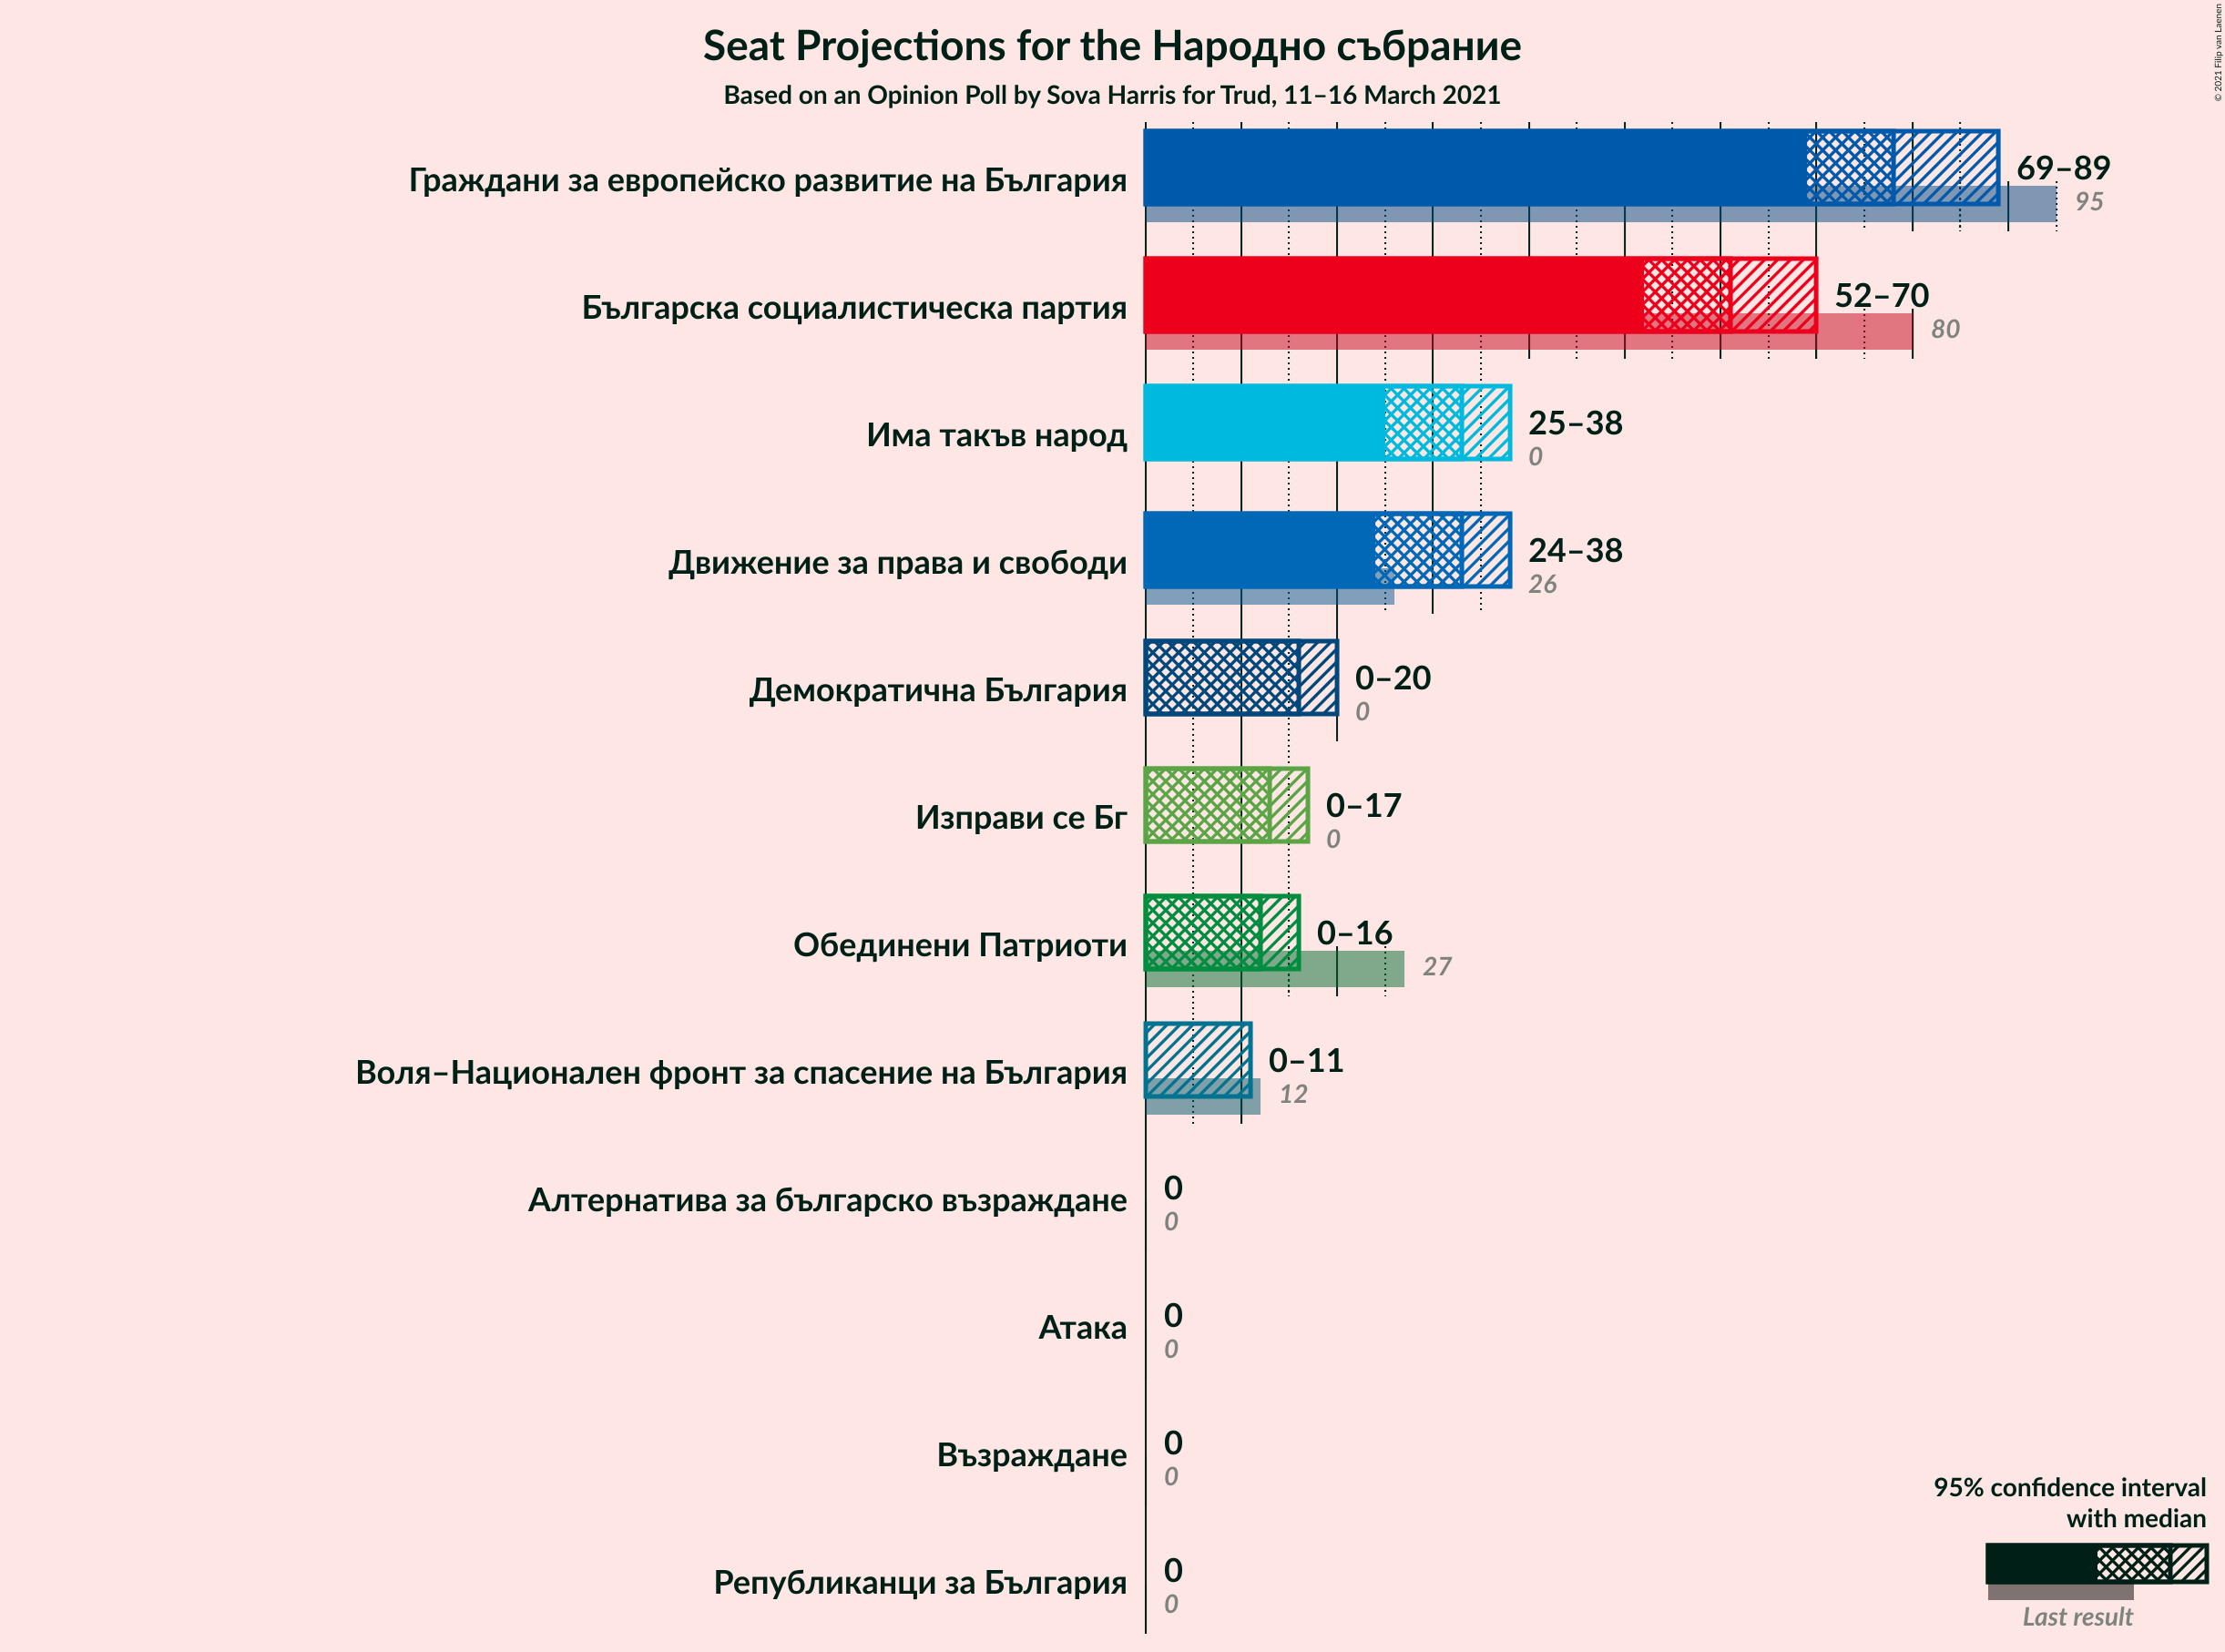 Seat Projections for the Народно събрание
Based on an Opinion Poll by Sova Harris for Trud, 11–16 March 2021
© 2021 Filip van Laenen
Граждани за европейско развитие на България
69–89
95
Българска социалистическа партия
52–70
80
Има такъв народ
25–38
0
Движение за права и свободи
24–38
26
Демократична България
0–20
0
Изправи се Бг
0–17
0
Обединени Патриоти
0–16
27
Воля–Национален фронт за спасение на България
0–11
12
Алтернатива за българско възраждане
0
0
Атака
0
0
Възраждане
0
0
Републиканци за България
0
0
95% confidence interval
with median
Last result